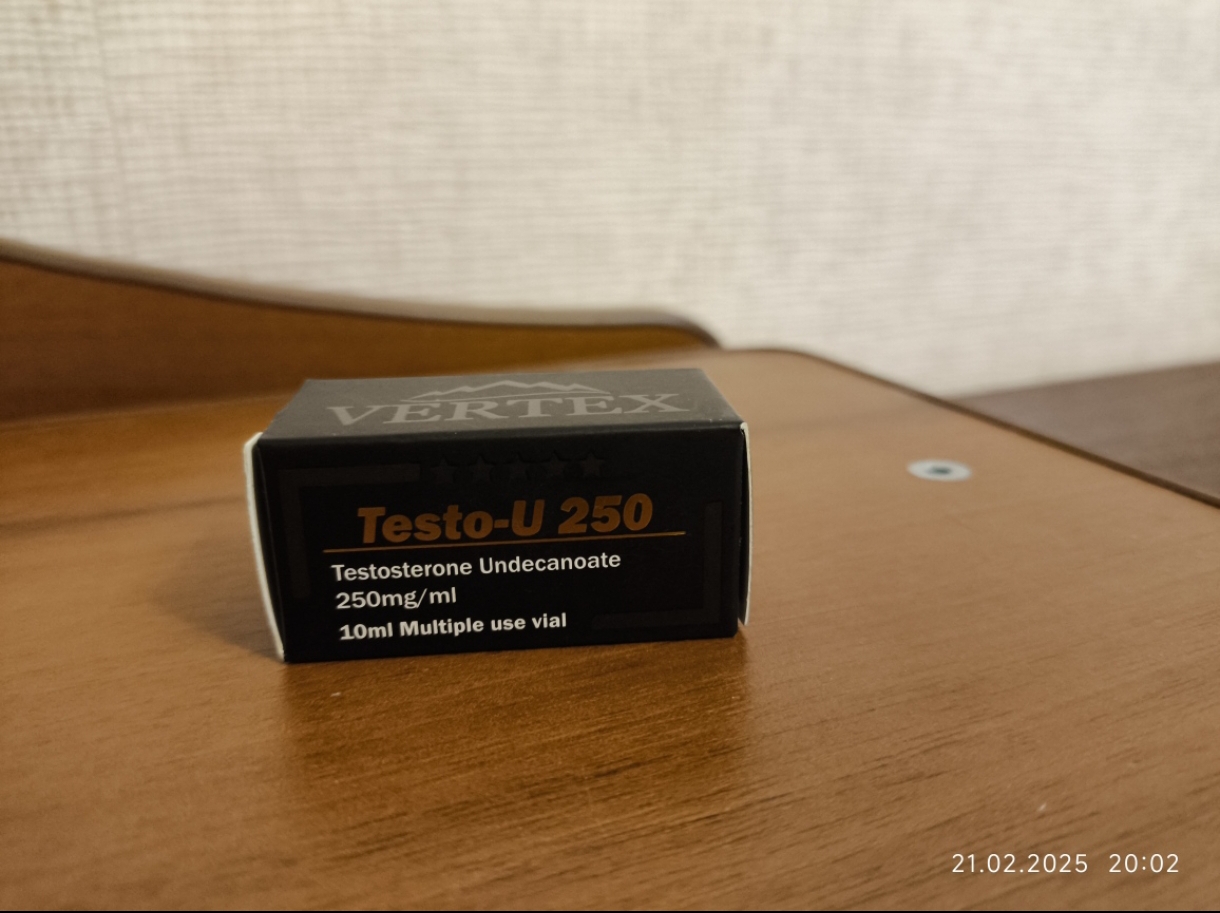 VERTEX
Testo-U 250
Testosterone Undecanoate
250mg/ml
10ml Multiple use vial
21.02.2025 20:02